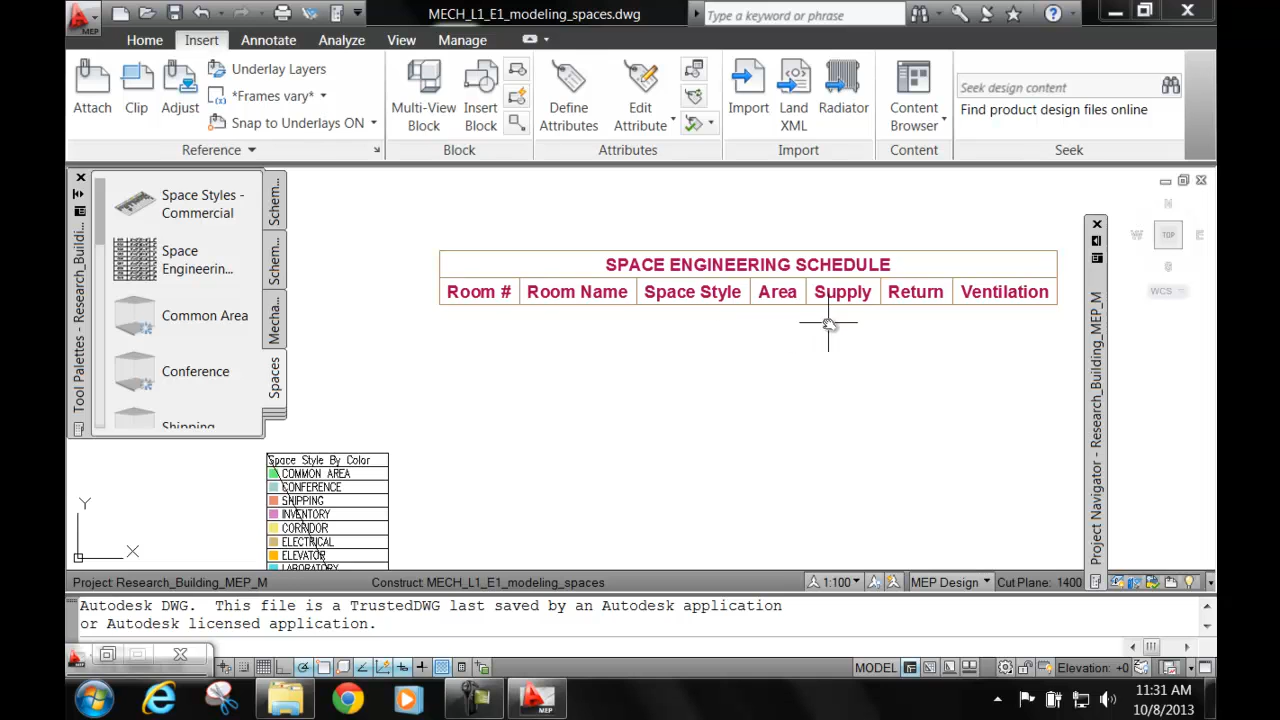 MECH_L1_E1_modeling_spaces.dwg
Type a keyword or phrase
MEP
Home Insert Annotate Analyze View Manage
Attach
Clip
Adjust
Underlay Layers
*Frames vary*
Snap to Underlays ON
Reference
Multi-View
Block
Insert
Block
Block
Define
Attributes
Edit
Attribute
Attributes
Import
Land
XML
Radiator
Import
Content
Browser
Content
Seek design content
Find product design files online
Seek
Tool Palettes - Research_Buildi...
Space Styles -
Commercial
Space
Engineerin...
Common Area
Conference
Shipping
Schem...
Schem...
Mecha...
Spaces
SPACE ENGINEERING SCHEDULE
Room # Room Name Space Style Area Supply Return Ventilation
N
W TOP E
S
WCS
Project Navigator - Research_Building_MEP_M
Space Style By Color
COMMON AREA
CONFERENCE
SHIPPING
INVENTORY
CORRIDOR
ELECTRICAL
ELEVATOR
LABORATORY
Y
X
Project: Research_Building_MEP_M Construct: MECH_L1_E1_modeling_spaces 1:100 MEP Design Cut Plane: 1400
Autodesk DWG. This file is a TrustedDWG last saved by an Autodesk application
or Autodesk licensed application.
MODEL Elevation: +0
11:31 AM
10/8/2013